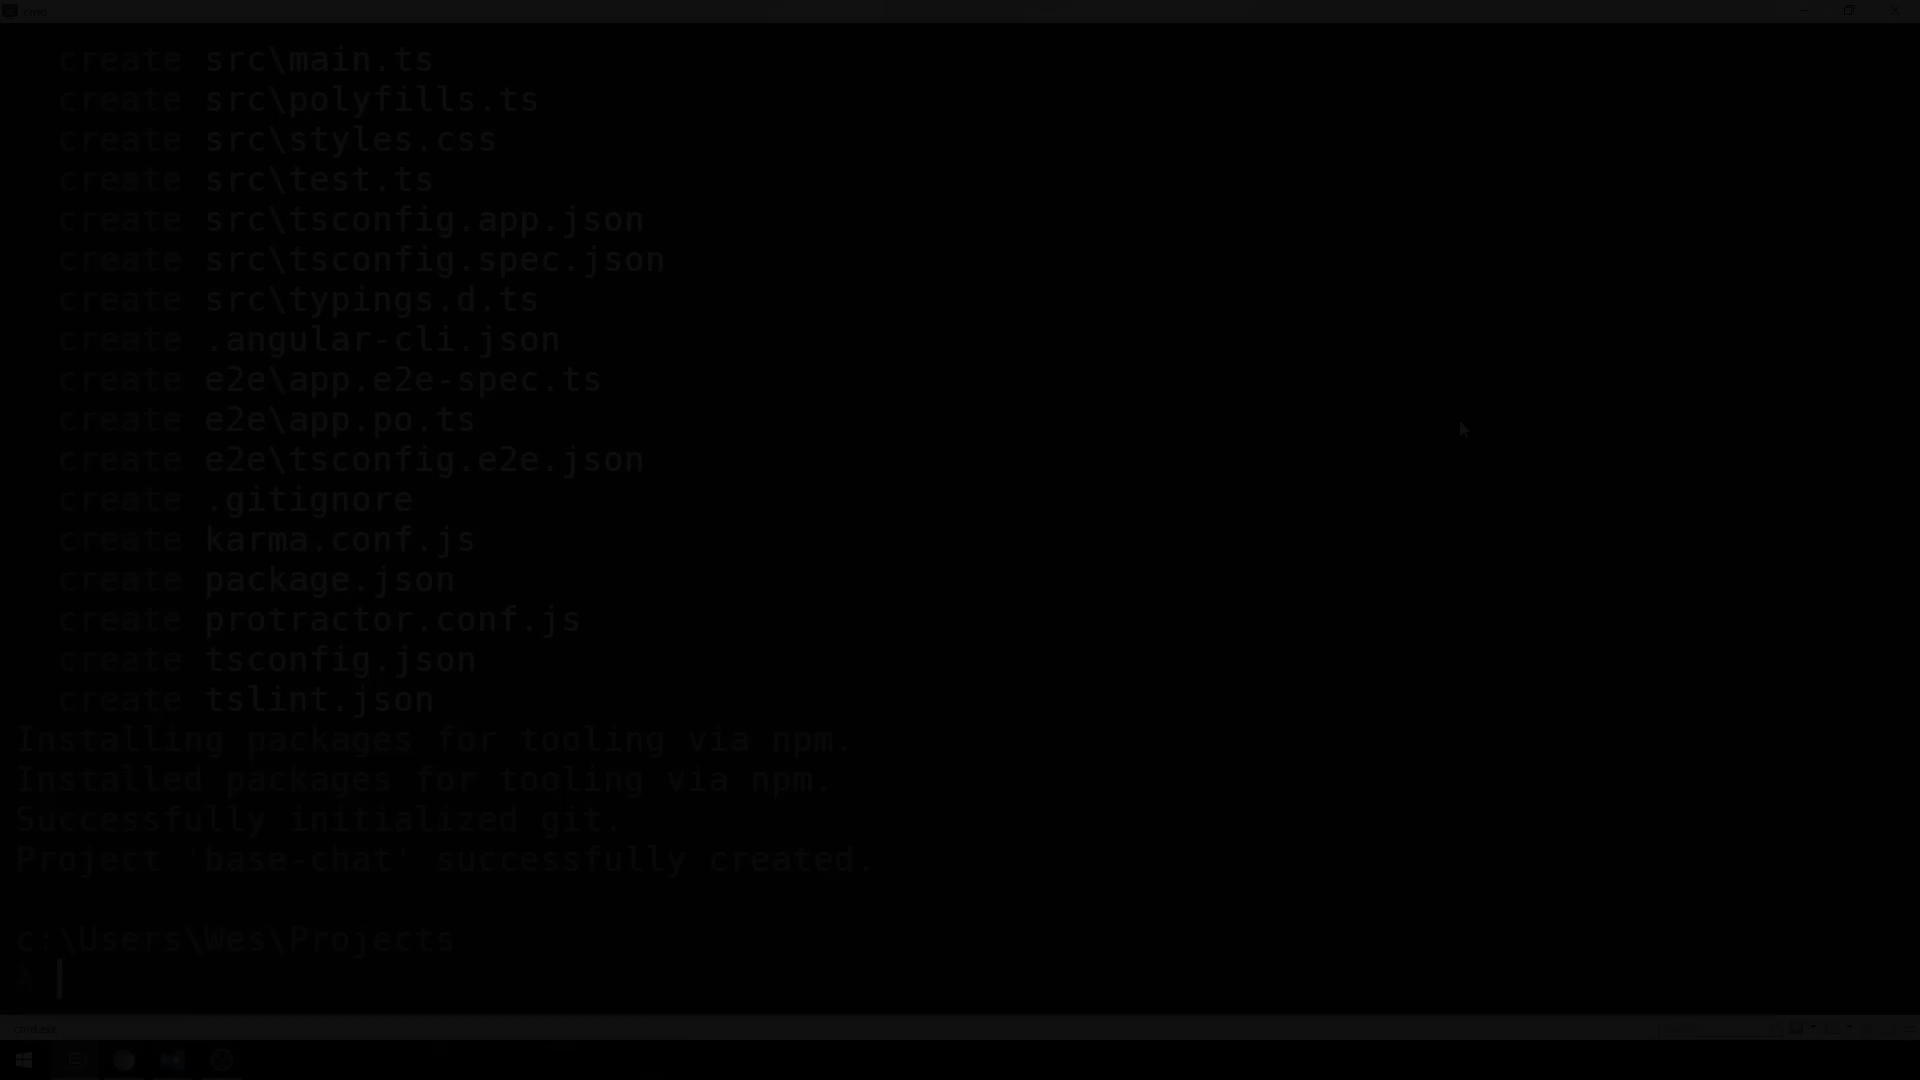 cmd
create src\main.ts
create src\polyfills.ts
create src\styles.css
create src\test.ts
create src\tsconfig.app.json
create src\tsconfig.spec.json
create src\typings.d.ts
create .angular-cli.json
create e2e\app.e2e-spec.ts
create e2e\app.po.ts
create e2e\tsconfig.e2e.json
create .gitignore
create karma.conf.js
create package.json
create protractor.conf.js
create tsconfig.json
create tslint.json
Installing packages for tooling via npm.
Installed packages for tooling via npm.
Successfully initialized git.
Project 'base-chat' successfully created.
c:\Users\Wes\Projects
λ
cmd.exe